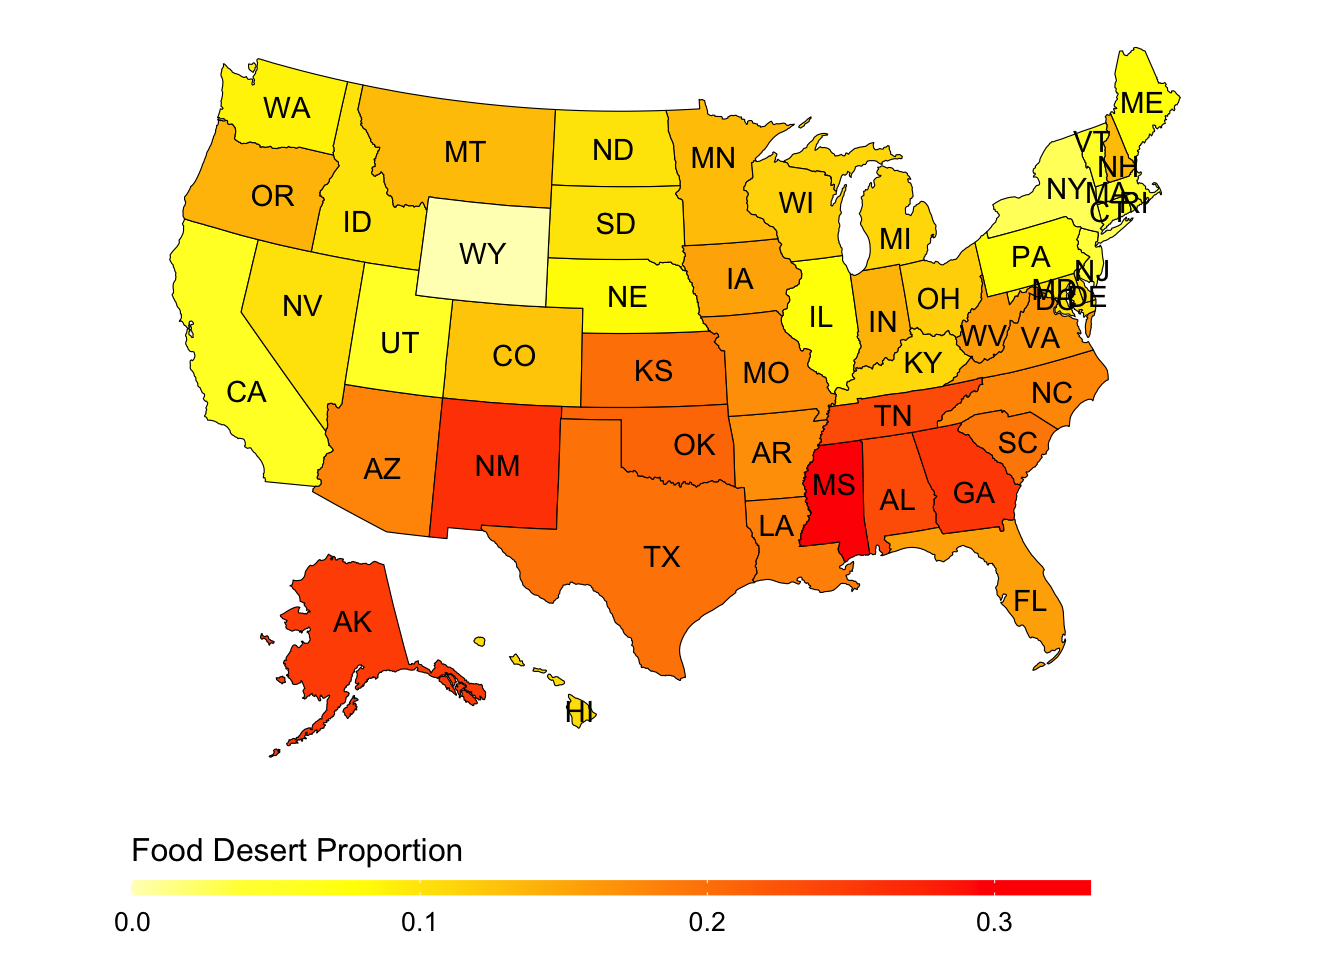 ME
WA
VT
MT
ND
MN
NH
OR
NY
MA
WI
RI
CT
ID
SD
MI
WY
PA
NJ
IA
NE
OH
DE
NV
IL
IN
WV
VA
UT
CO
KY
KS
MO
CA
NC
TN
SC
OK
AR
AZ
NM
MS
GA
AL
LA
TX
FL
AK
HI
Food Desert Proportion
0.0 0.1 0.2 0.3